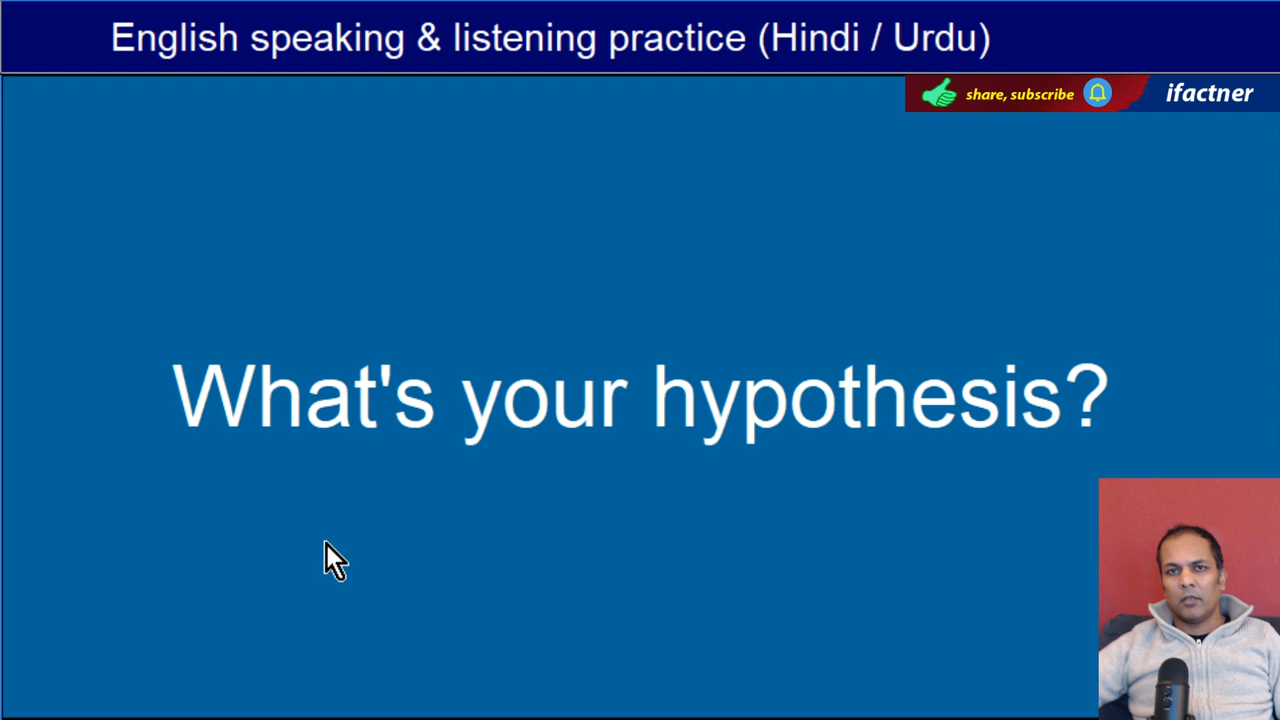 English speaking & listening practice (Hindi / Urdu)
share, subscribe
ifactner
What's your hypothesis?